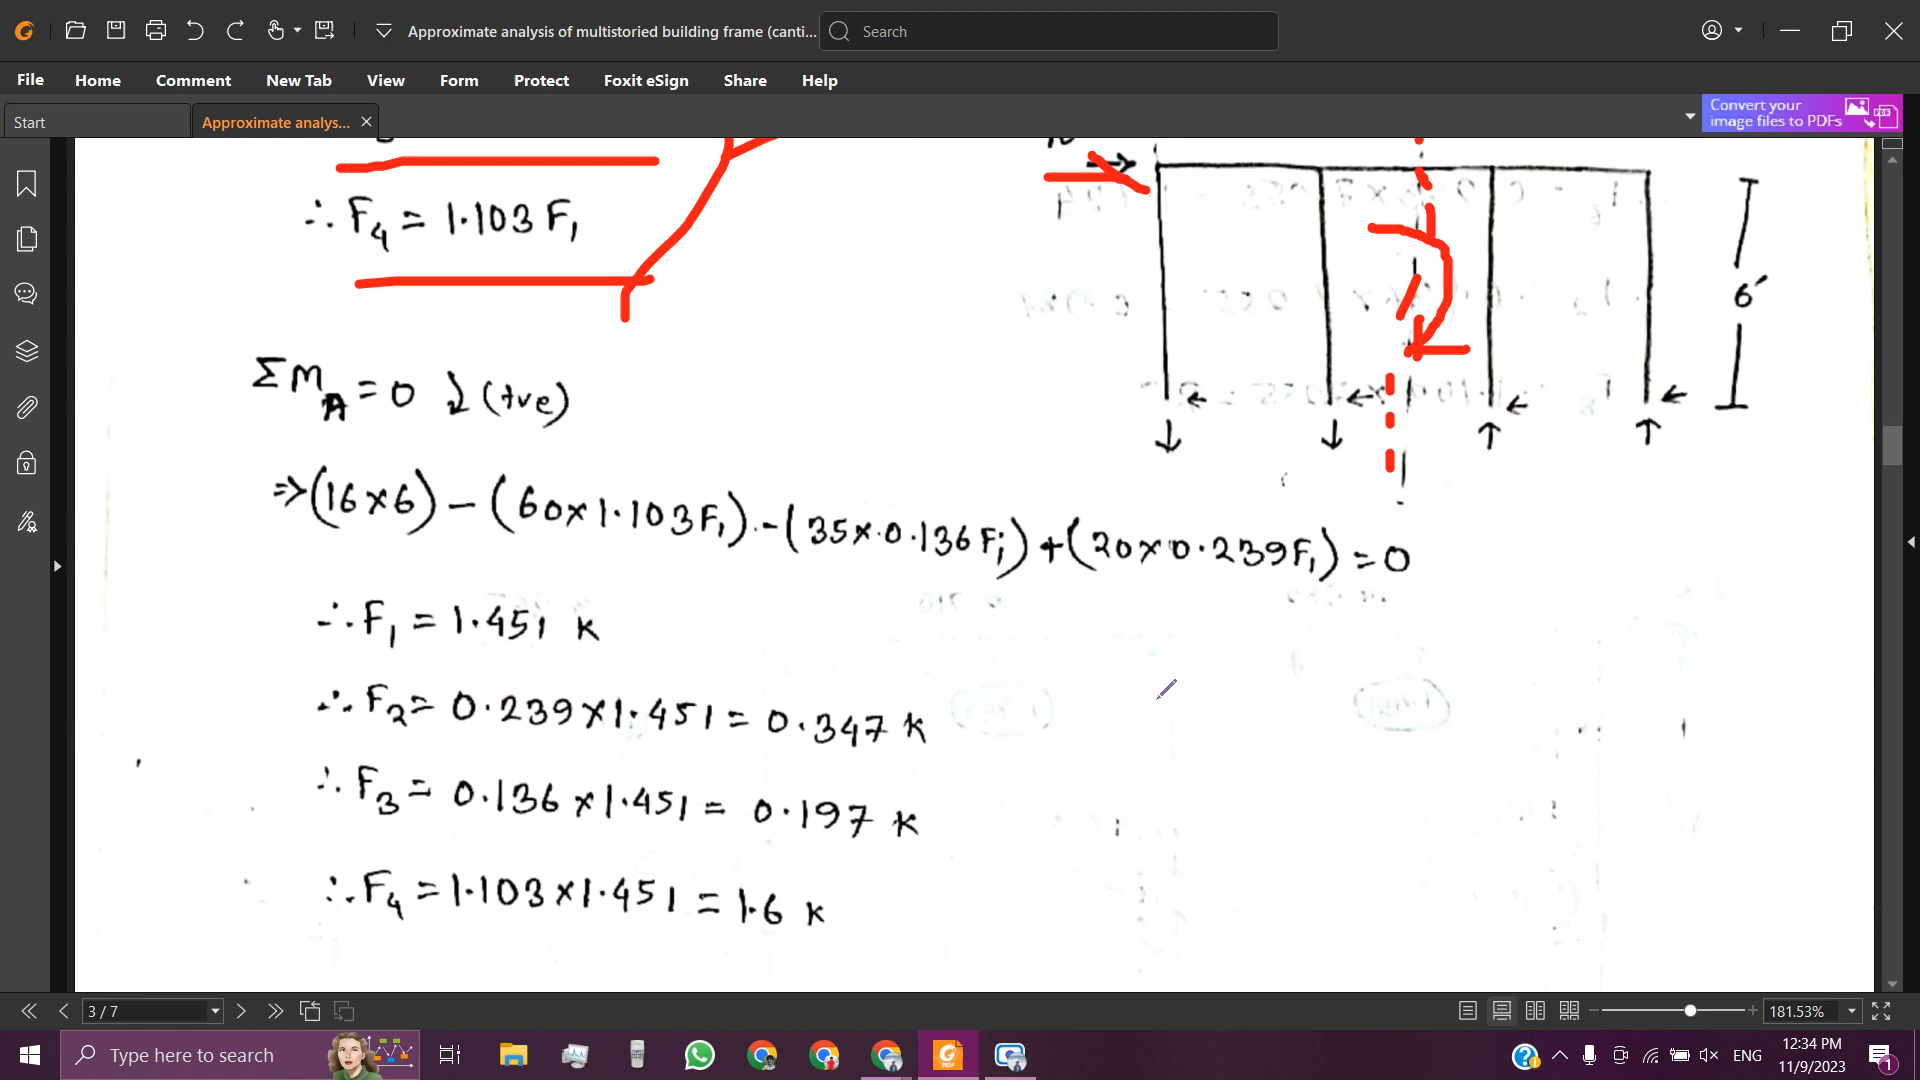 Approximate analysis of multistoried building frame (canti...
Search
File Home Comment New Tab View Form Protect Foxit eSign Share Help
Start
Approximate analys...
Convert your
image files to PDFs
∴ F₄ = 1.103 F₁
6'
ΣM_A = 0 ↻ (+ve)
⇒ (16×6) - (60×1.103F₁) - (35×0.136F₁) + (20×0.239F₁) = 0
∴ F₁ = 1.451 K
∴ F₂ = 0.239×1.451 = 0.347 K
∴ F₃ = 0.136×1.451 = 0.197 K
∴ F₄ = 1.103×1.451 = 1.6 K
3 / 7
181.53%
Type here to search
ENG
12:34 PM
11/9/2023
1